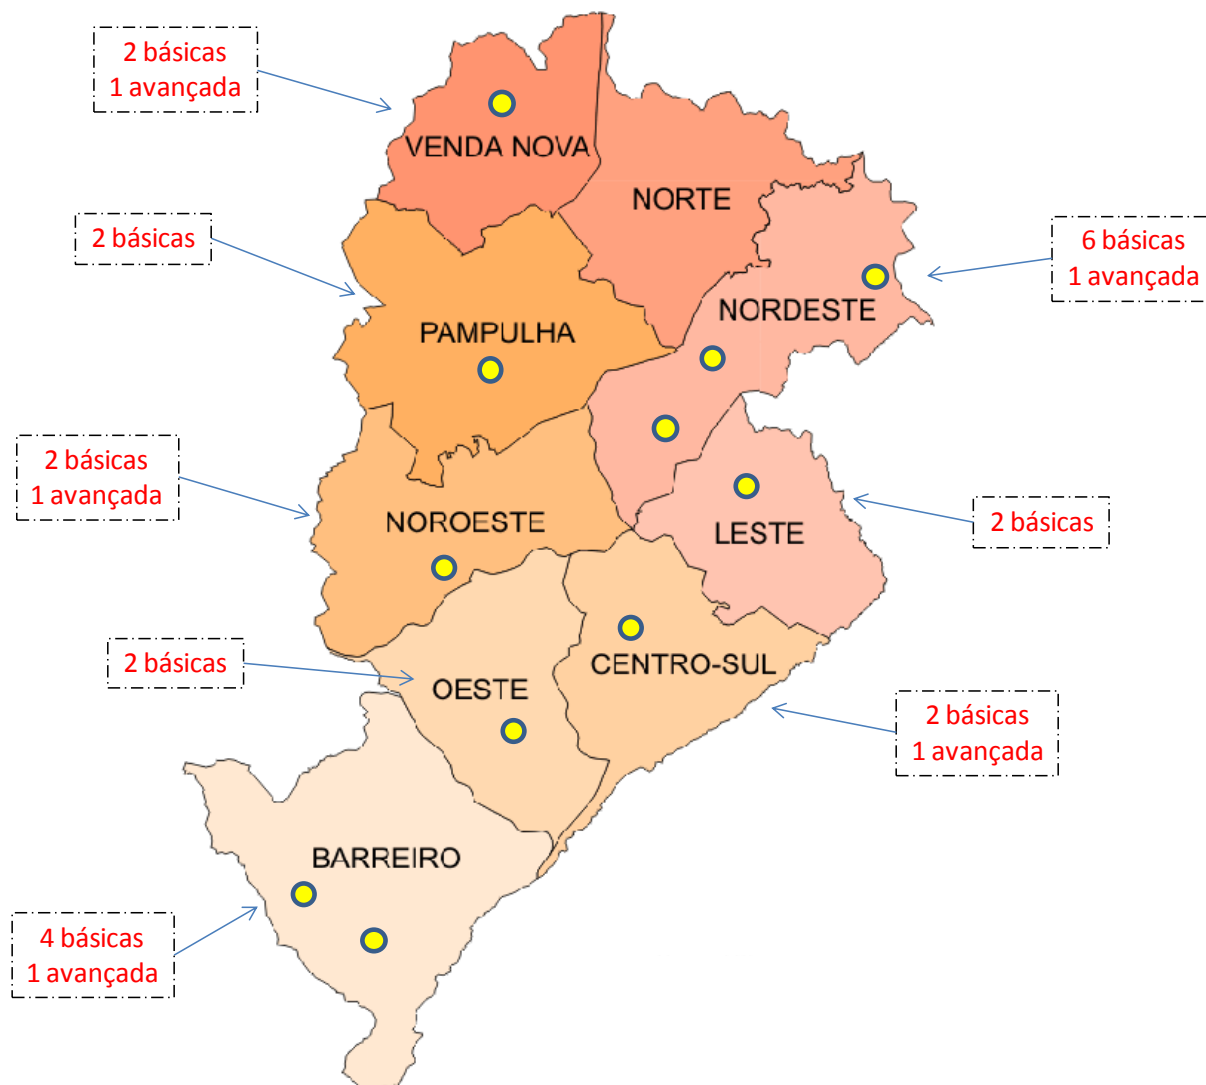 2 básicas
1 avançada
VENDA NOVA
NORTE
2 básicas
6 básicas
1 avançada
NORDESTE
PAMPULHA
2 básicas
1 avançada
NOROESTE
LESTE
2 básicas
2 básicas
OESTE
CENTRO-SUL
2 básicas
1 avançada
BARREIRO
4 básicas
1 avançada